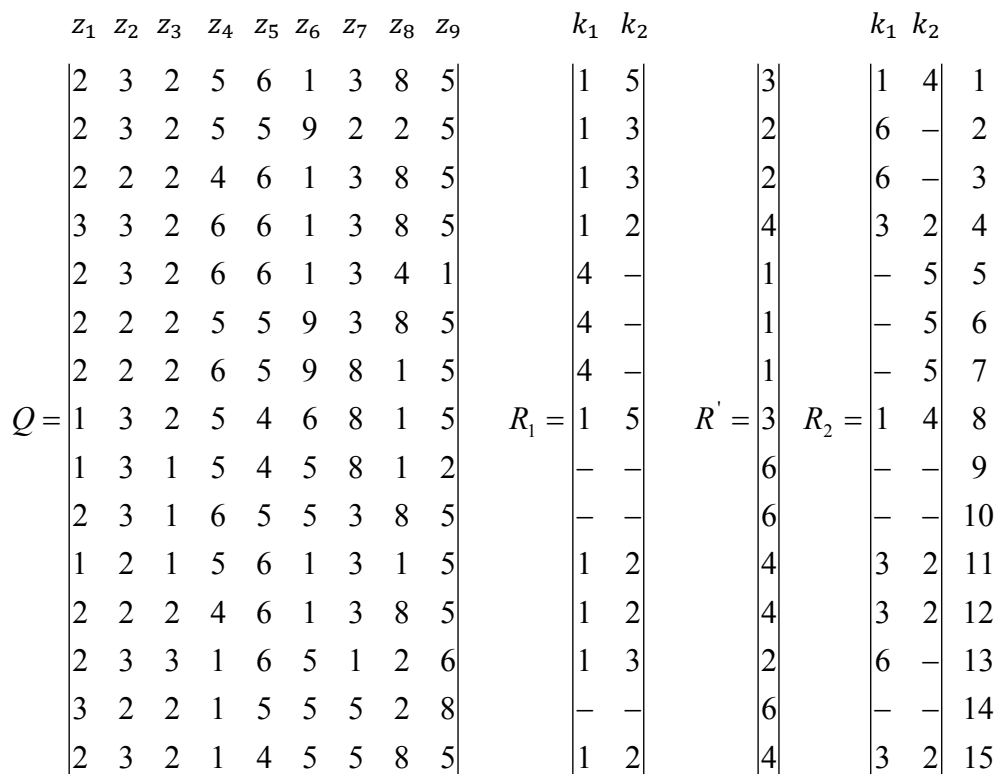 z₁ z₂ z₃ z₄ z₅ z₆ z₇ z₈ z₉ k₁ k₂ k₁ k₂
2 3 2 5 6 1 3 8 5 1 5 3 1 4 1
2 3 2 5 5 9 2 2 5 1 3 2 6 – 2
2 2 2 4 6 1 3 8 5 1 3 2 6 – 3
3 3 2 6 6 1 3 8 5 1 2 4 3 2 4
2 3 2 6 6 1 3 4 1 4 – 1 – 5 5
2 2 2 5 5 9 3 8 5 4 – 1 – 5 6
2 2 2 6 5 9 8 1 5 4 – 1 – 5 7
Q = 1 3 2 5 4 6 8 1 5 R₁ = 1 5 R' = 3 R₂ = 1 4 8
1 3 1 5 4 5 8 1 2 – – 6 – – 9
2 3 1 6 5 5 3 8 5 – – 6 – – 10
1 2 1 5 6 1 3 1 5 1 2 4 3 2 11
2 2 2 4 6 1 3 8 5 1 2 4 3 2 12
2 3 3 1 6 5 1 2 6 1 3 2 6 – 13
3 2 2 1 5 5 5 2 8 – – 6 – – 14
2 3 2 1 4 5 5 8 5 1 2 4 3 2 15